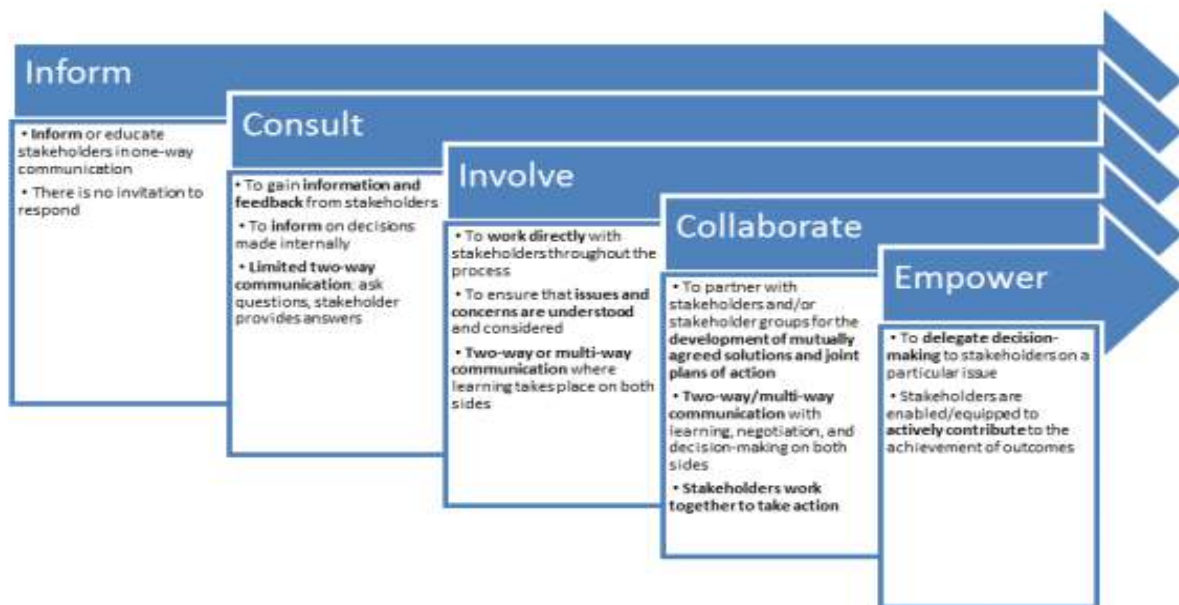 Inform
• Inform or educate
stakeholders in one-way
communication
• There is no invitation to
respond
Consult
• To gain information and
feedback from stakeholders
• To inform on decisions
made internally
• Limited two-way
communication: ask
questions, stakeholder
provides answers
Involve
• To work directly with
stakeholders throughout the
process
• To ensure that issues and
concerns are understood
and considered
• Two-way or multi-way
communication where
learning takes place on both
sides
Collaborate
• To partner with
stakeholders and/or
stakeholder groups for the
development of mutually
agreed solutions and joint
plans of action
• Two-way/multi-way
communication with
learning, negotiation, and
decision-making on both
sides
• Stakeholders work
together to take action
Empower
• To delegate decision-
making to stakeholders on a
particular issue
• Stakeholders are
enabled/equipped to
actively contribute to the
achievement of outcomes